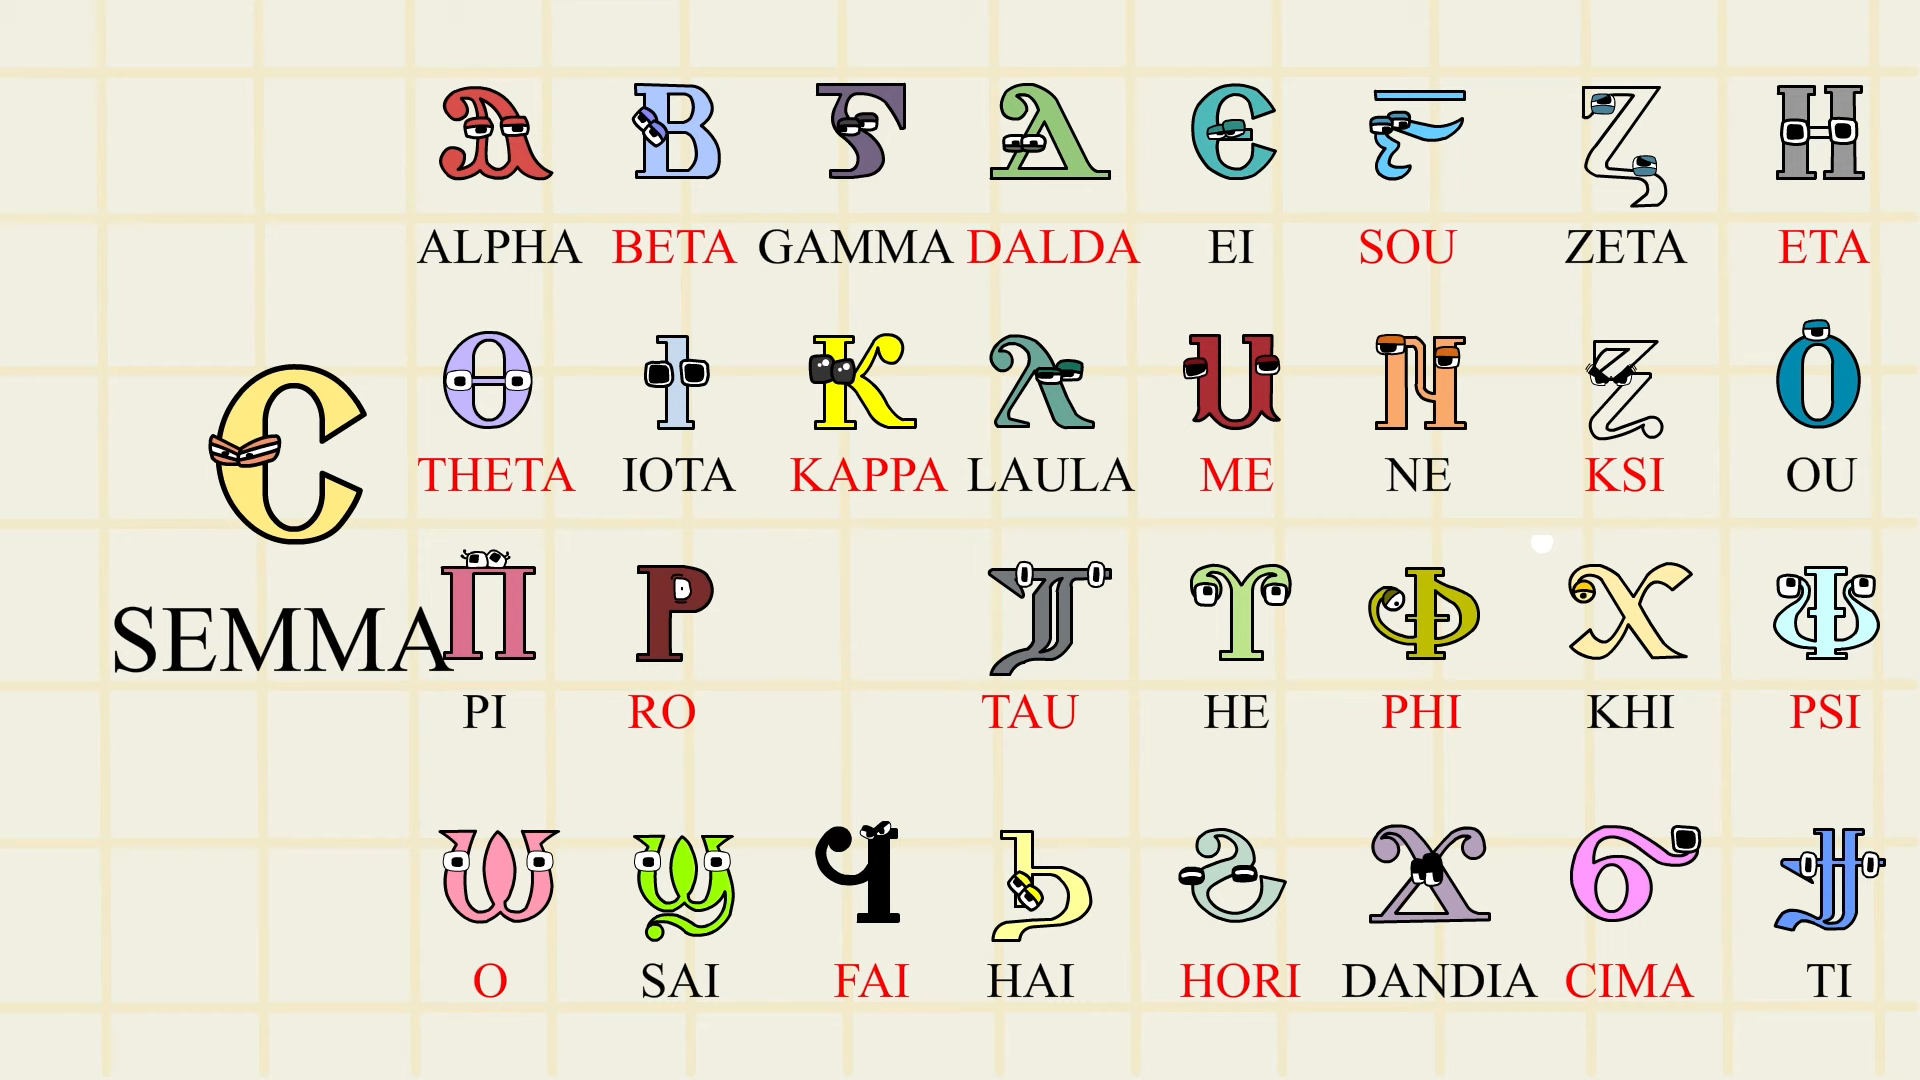 Ⲁ Ⲃ Ⲅ Ⲇ Ⲉ Ⲋ Ⲍ Ⲏ
ALPHA BETA GAMMA DALDA EI SOU ZETA ETA
Ⲑ Ⲓ Ⲕ Ⲗ Ⲙ Ⲛ Ⲝ Ⲟ
THETA IOTA KAPPA LAULA ME NE KSI OU
Ⲥ
SEMMA
Ⲡ Ⲣ Ⲧ Ⲩ Ⲫ Ⲭ Ⲯ
PI RO TAU HE PHI KHI PSI
Ⲱ Ϣ Ϥ Ϧ Ϩ Ϫ Ϭ Ϯ
O SAI FAI HAI HORI DANDIA CIMA TI